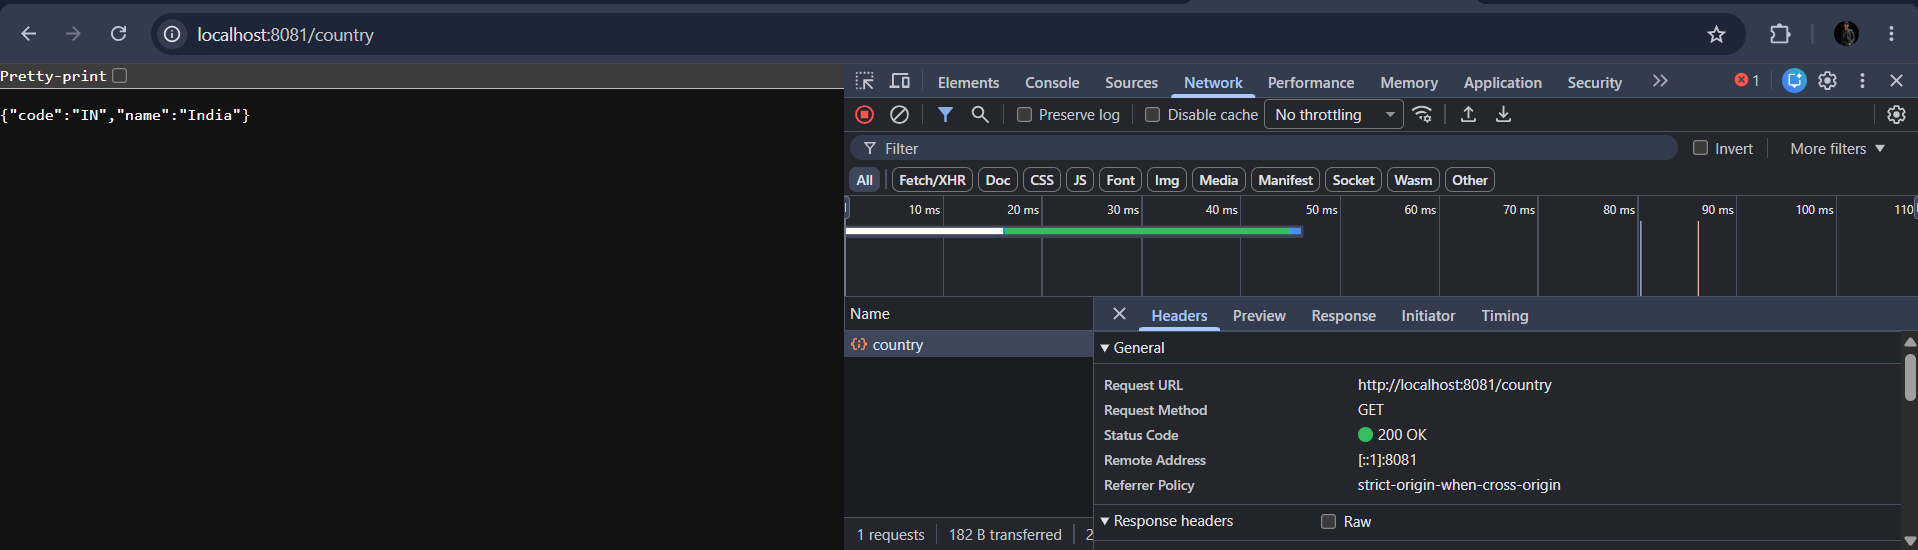 localhost:8081/country
Pretty-print
{"code":"IN","name":"India"}
Elements Console Sources Network Performance Memory Application Security 1
Preserve log Disable cache No throttling
Filter Invert More filters
All Fetch/XHR Doc CSS JS Font Img Media Manifest Socket Wasm Other
10 ms 20 ms 30 ms 40 ms 50 ms 60 ms 70 ms 80 ms 90 ms 100 ms 110
Name
country
Headers Preview Response Initiator Timing
General
Request URL http://localhost:8081/country
Request Method GET
Status Code 200 OK
Remote Address [::1]:8081
Referrer Policy strict-origin-when-cross-origin
Response headers Raw
1 requests 182 B transferred 2